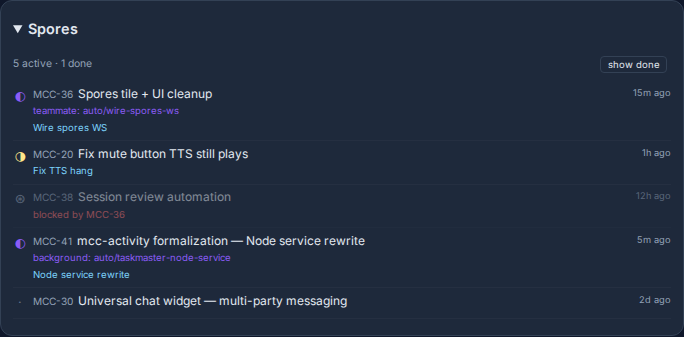 ▼ Spores
5 active · 1 done
show done
MCC-36 Spores tile + UI cleanup
15m ago
teammate: auto/wire-spores-ws
Wire spores WS
MCC-20 Fix mute button TTS still plays
1h ago
Fix TTS hang
MCC-38 Session review automation
12h ago
blocked by MCC-36
MCC-41 mcc-activity formalization — Node service rewrite
5m ago
background: auto/taskmaster-node-service
Node service rewrite
MCC-30 Universal chat widget — multi-party messaging
2d ago